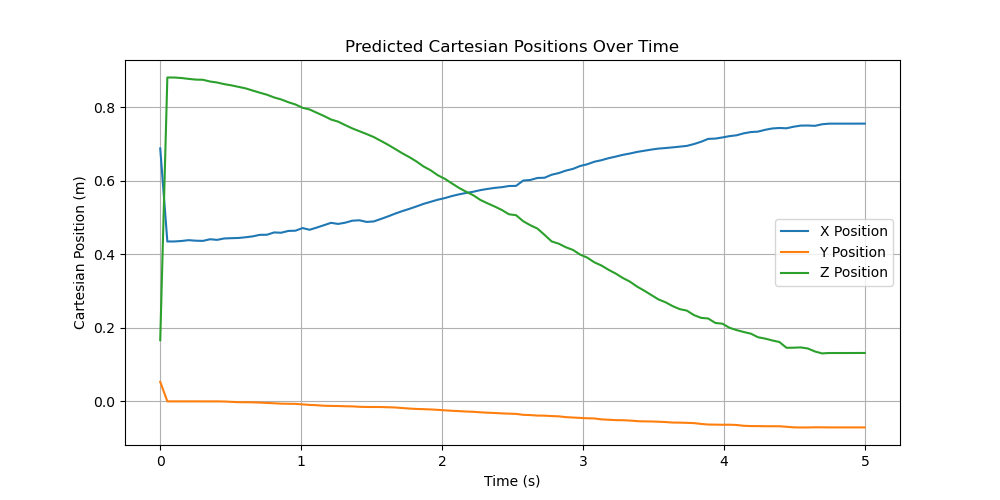 Predicted Cartesian Positions Over Time
Cartesian Position (m)
0.8
0.6
0.4
0.2
0.0
X Position
Y Position
Z Position
0 1 2 3 4 5
Time (s)